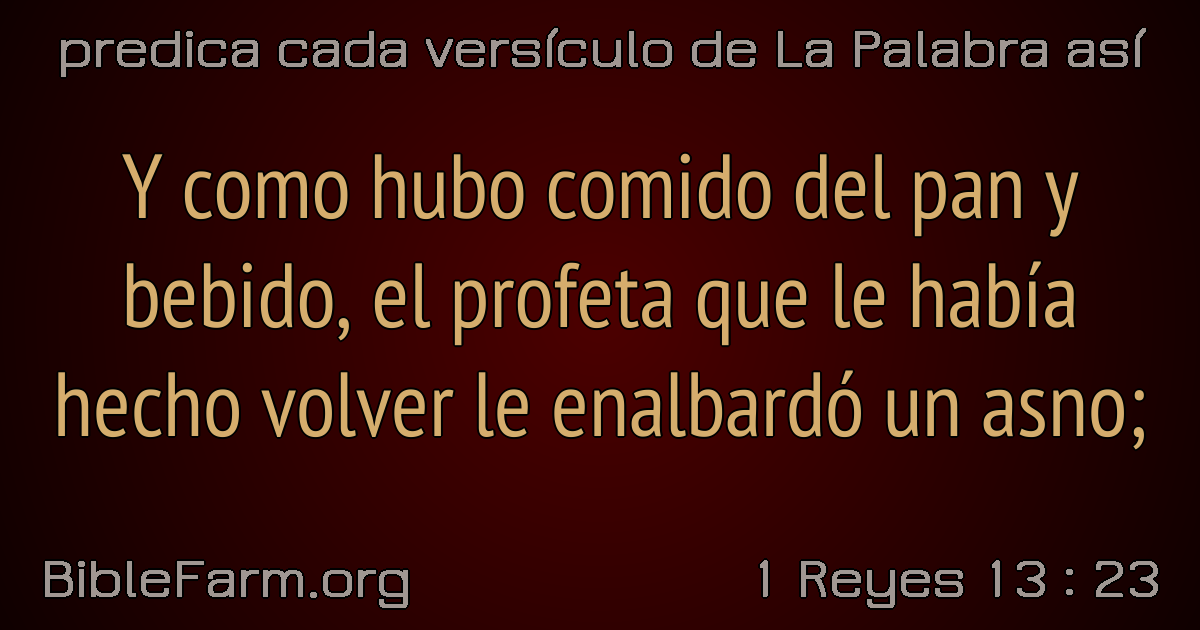 predica cada versículo de La Palabra así
Y como hubo comido del pan y
bebido, el profeta que le había
hecho volver le enalbardó un asno;
BibleFarm.org
1 Reyes 13 : 23